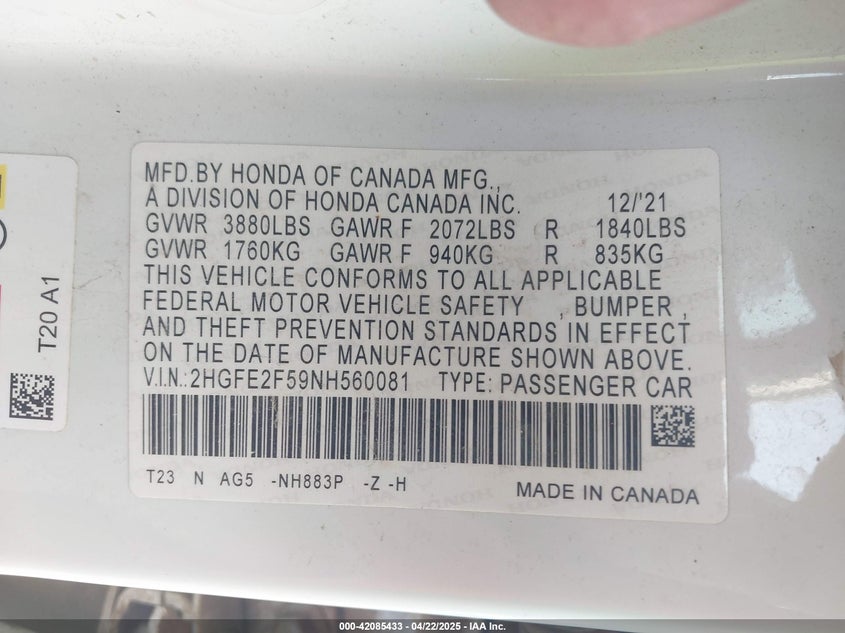 MFD.BY HONDA OF CANADA MFG.,
A DIVISION OF HONDA CANADA INC. 12/'21
GVWR 3880LBS GAWR F 2072LBS R 1840LBS
GVWR 1760KG GAWR F 940KG R 835KG
THIS VEHICLE CONFORMS TO ALL APPLICABLE
FEDERAL MOTOR VEHICLE SAFETY , BUMPER ,
AND THEFT PREVENTION STANDARDS IN EFFECT
ON THE DATE OF MANUFACTURE SHOWN ABOVE.
V.I.N.:2HGFE2F59NH560081 TYPE: PASSENGER CAR
T23 N AG5 -NH883P -Z -H
MADE IN CANADA
T20 A1
000-42085433 - 04/22/2025 - IAA Inc.